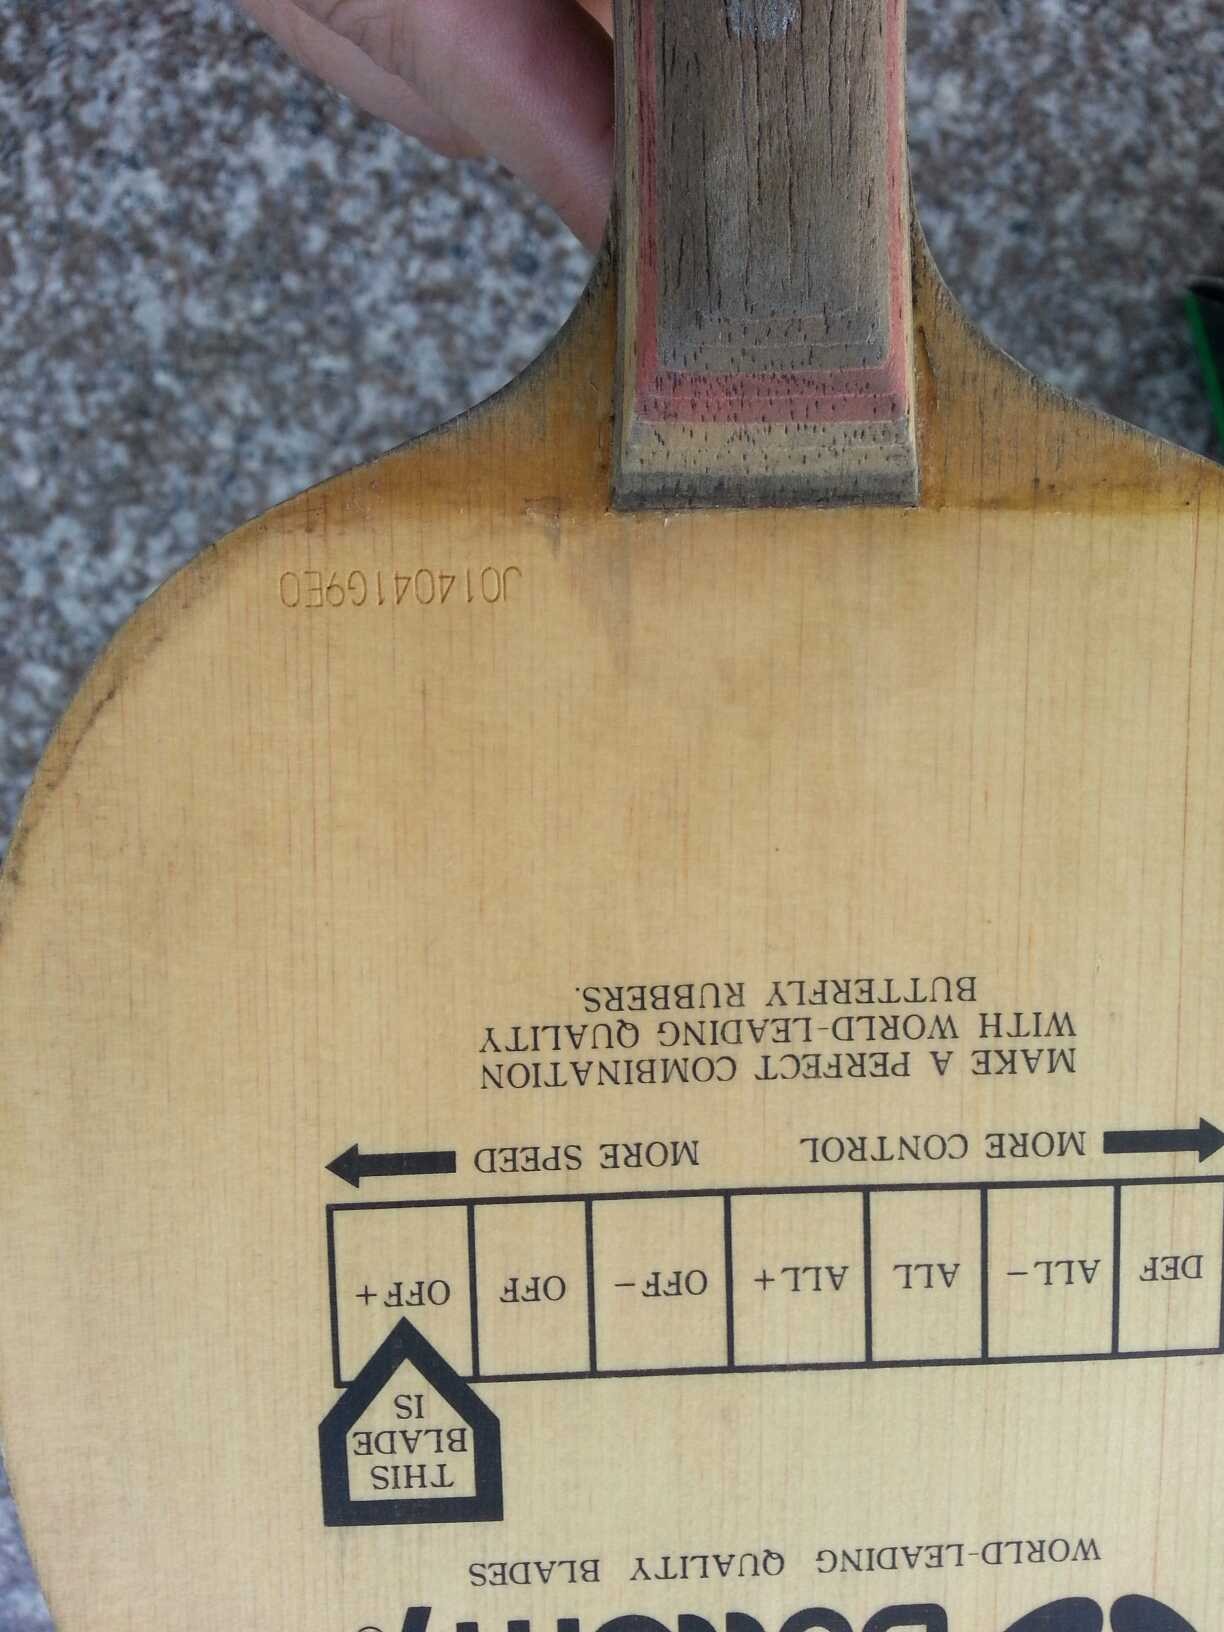 WORLD-LEADING QUALITY BLADES
THIS
BLADE
IS
DEF ALL− ALL ALL+ OFF− OFF OFF+
MORE CONTROL MORE SPEED
MAKE A PERFECT COMBINATION
WITH WORLD-LEADING QUALITY
BUTTERFLY RUBBERS.
J014041G9E0